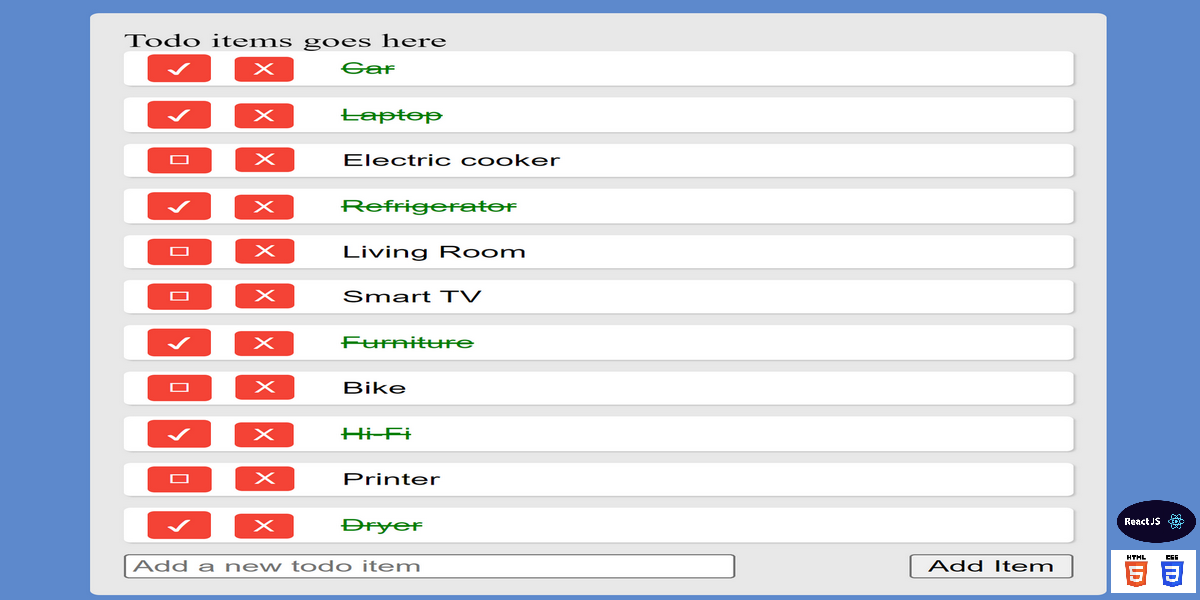 Todo items goes here
Car
Laptop
Electric cooker
Refrigerator
Living Room
Smart TV
Furniture
Bike
Hi-Fi
Printer
Dryer
Add a new todo item
Add Item
React JS
HTML
5
CSS
3